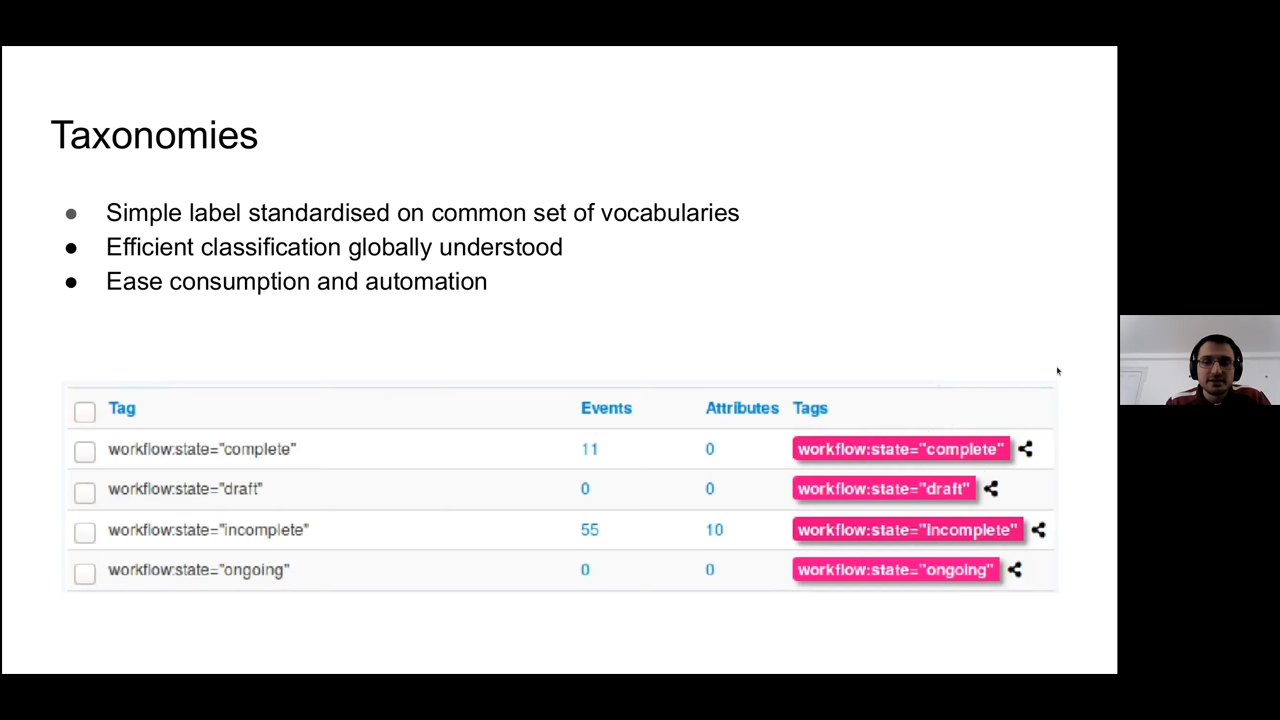 Taxonomies
Simple label standardised on common set of vocabularies
Efficient classification globally understood
Ease consumption and automation
Tag Events Attributes Tags
workflow:state="complete" 11 0 workflow:state="complete"
workflow:state="draft" 0 0 workflow:state="draft"
workflow:state="incomplete" 55 10 workflow:state="incomplete"
workflow:state="ongoing" 0 0 workflow:state="ongoing"